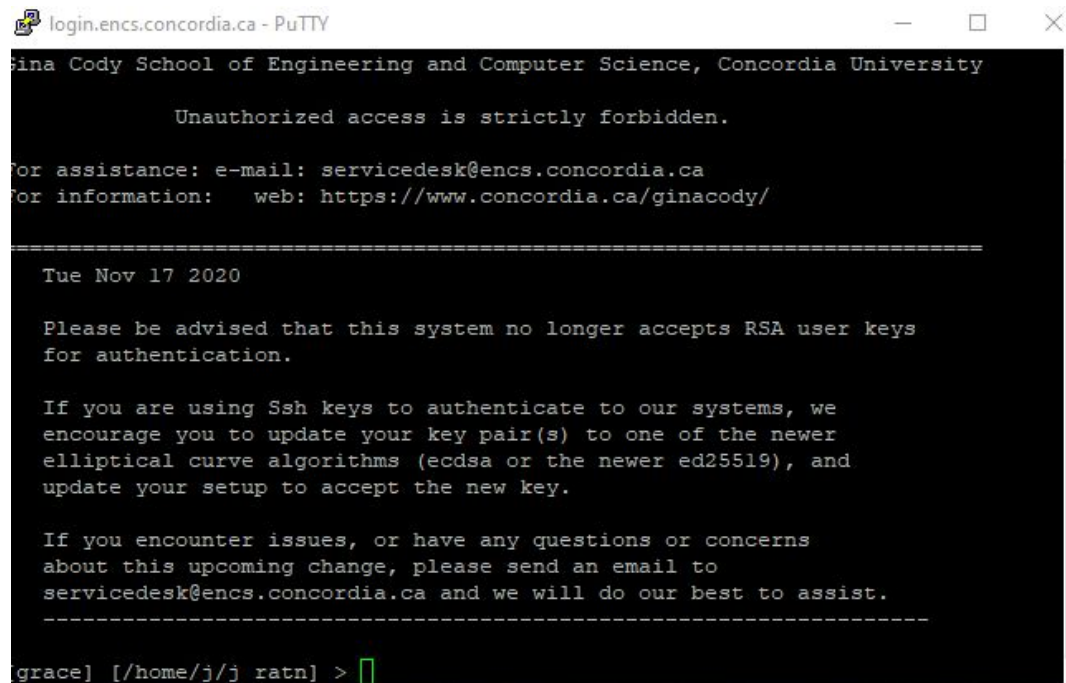 login.encs.concordia.ca - PuTTY
Gina Cody School of Engineering and Computer Science, Concordia University
Unauthorized access is strictly forbidden.
For assistance: e-mail: servicedesk@encs.concordia.ca
For information:   web: https://www.concordia.ca/ginacody/
==========================================================================
Tue Nov 17 2020
Please be advised that this system no longer accepts RSA user keys
for authentication.
If you are using Ssh keys to authenticate to our systems, we
encourage you to update your key pair(s) to one of the newer
elliptical curve algorithms (ecdsa or the newer ed25519), and
update your setup to accept the new key.
If you encounter issues, or have any questions or concerns
about this upcoming change, please send an email to
servicedesk@encs.concordia.ca and we will do our best to assist.
-------------------------------------------------------------------
[grace] [/home/j/j ratn] >